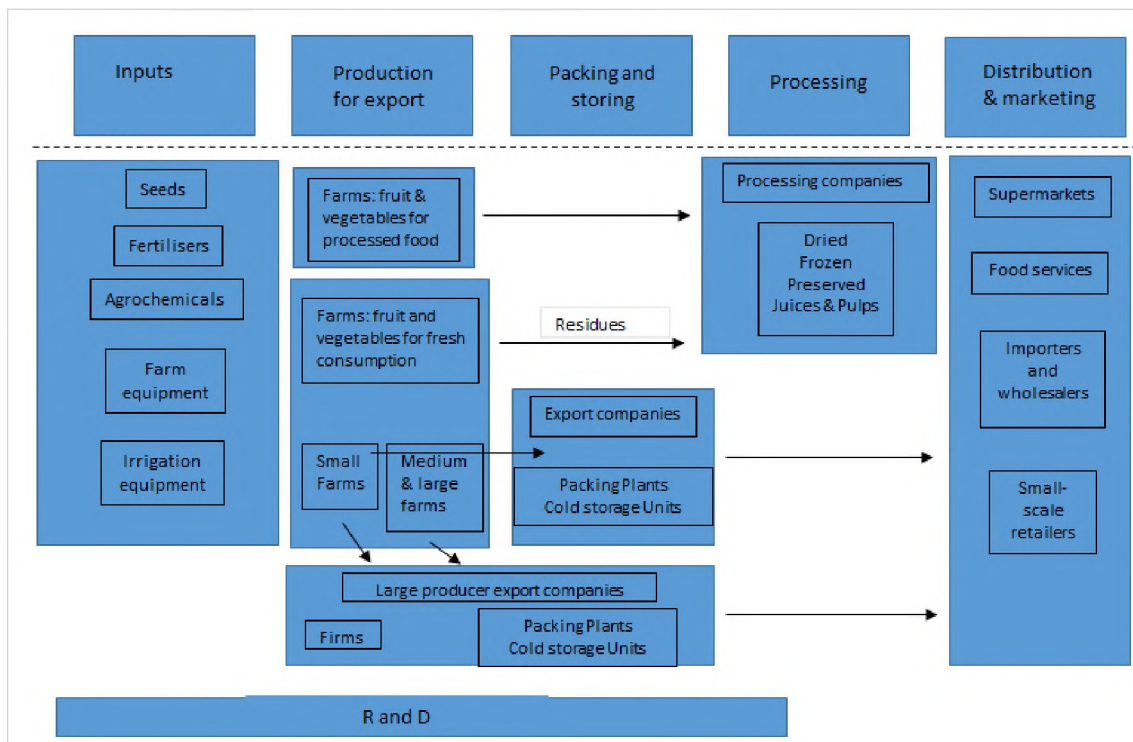 Inputs
Production
for export
Packing and
storing
Processing
Distribution
& marketing
Seeds
Fertilisers
Agrochemicals
Farm
equipment
Irrigation
equipment
Farms: fruit &
vegetables for
processed food
Farms: fruit and
vegetables for fresh
consumption
Small
Farms
Medium
& large
farms
Residues
Export companies
Packing Plants
Cold storage Units
Large producer export companies
Firms
Packing Plants
Cold storage Units
Processing companies
Dried
Frozen
Preserved
Juices & Pulps
Supermarkets
Food services
Importers
and
wholesalers
Small-
scale
retailers
R and D